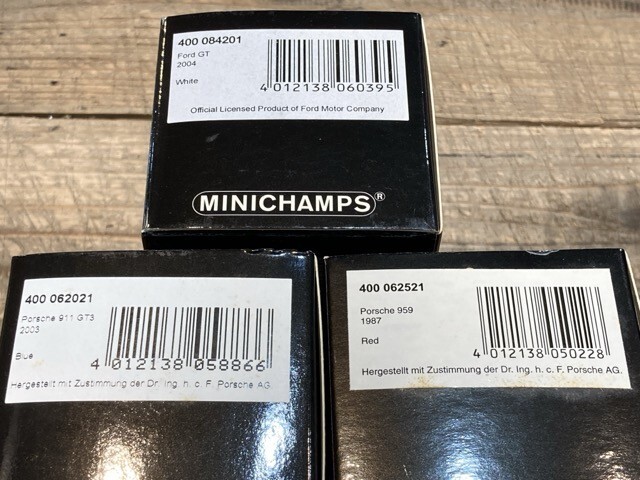 400 084201
Ford GT
2004
White
4 012138 060395
Official Licensed Product of Ford Motor Company
MINICHAMPS®
400 062021
Porsche 911 GT3
2003
Blue
4 012138 058866
Hergestellt mit Zustimmung der Dr. Ing. h. c. F. Porsche AG.
400 062521
Porsche 959
1987
Red
4 012138 050228
Hergestellt mit Zustimmung der Dr. Ing. h. c. F. Porsche AG.